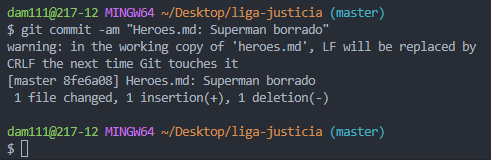 dam111@217-12 MINGW64 ~/Desktop/liga-justicia (master)
$ git commit -am "Heroes.md: Superman borrado"
warning: in the working copy of 'heroes.md', LF will be replaced by
CRLF the next time Git touches it
[master 8fe6a08] Heroes.md: Superman borrado
 1 file changed, 1 insertion(+), 1 deletion(-)

dam111@217-12 MINGW64 ~/Desktop/liga-justicia (master)
$